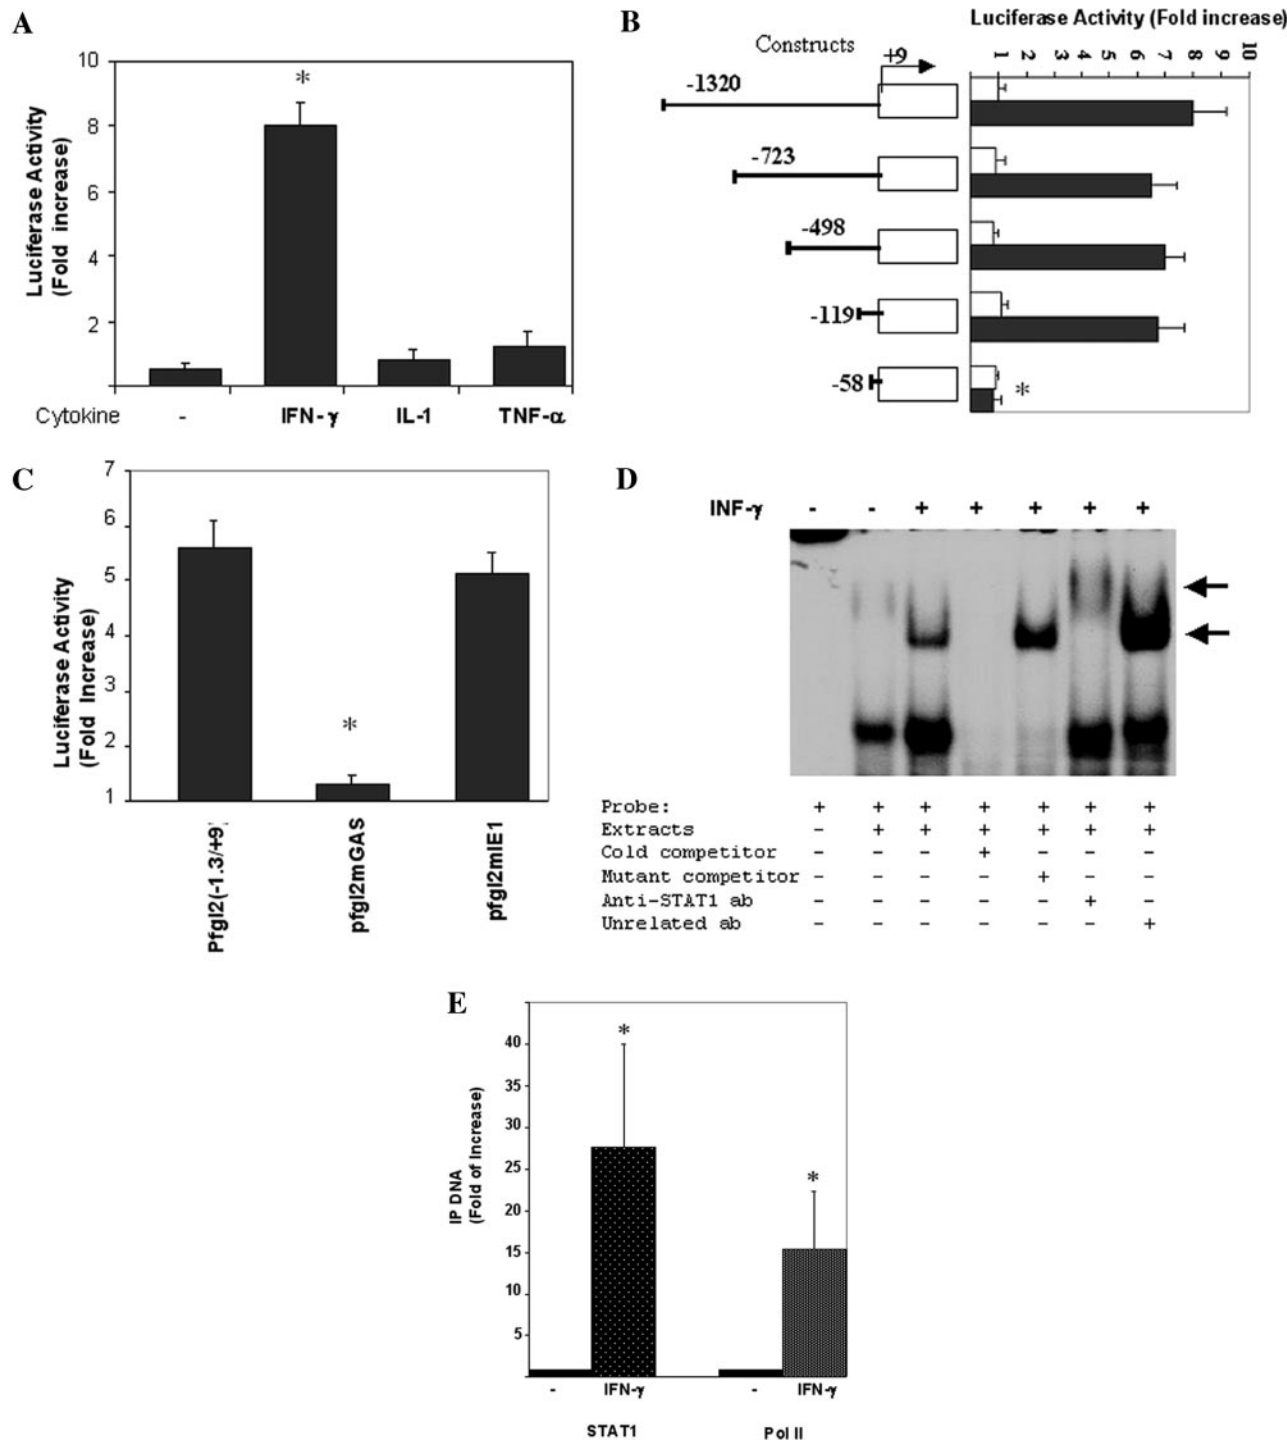 A
Luciferase Activity
(Fold increase)
10
8
6
4
2
*
Cytokine - IFN-γ IL-1 TNF-α
B
Luciferase Activity (Fold increase)
Constructs
1 2 3 4 5 6 7 8 9 10
+9
-1320
-723
-498
-119
-58
*
C
Luciferase Activity
(Fold Increase)
7
6
5
4
3
2
1
*
Pfgl2(-1.3/+9)
pfgl2mGAS
pfgl2mIE1
D
INF-γ - - + + + + +
Probe: + + + + + + +
Extracts - + + + + + +
Cold competitor - - - + - - -
Mutant competitor - - - - + - -
Anti-STAT1 ab - - - - - + -
Unrelated ab - - - - - - +
E
IP DNA
(Fold of Increase)
40
35
30
25
20
15
10
5
*
*
- IFN-γ - IFN-γ
STAT1 Pol II